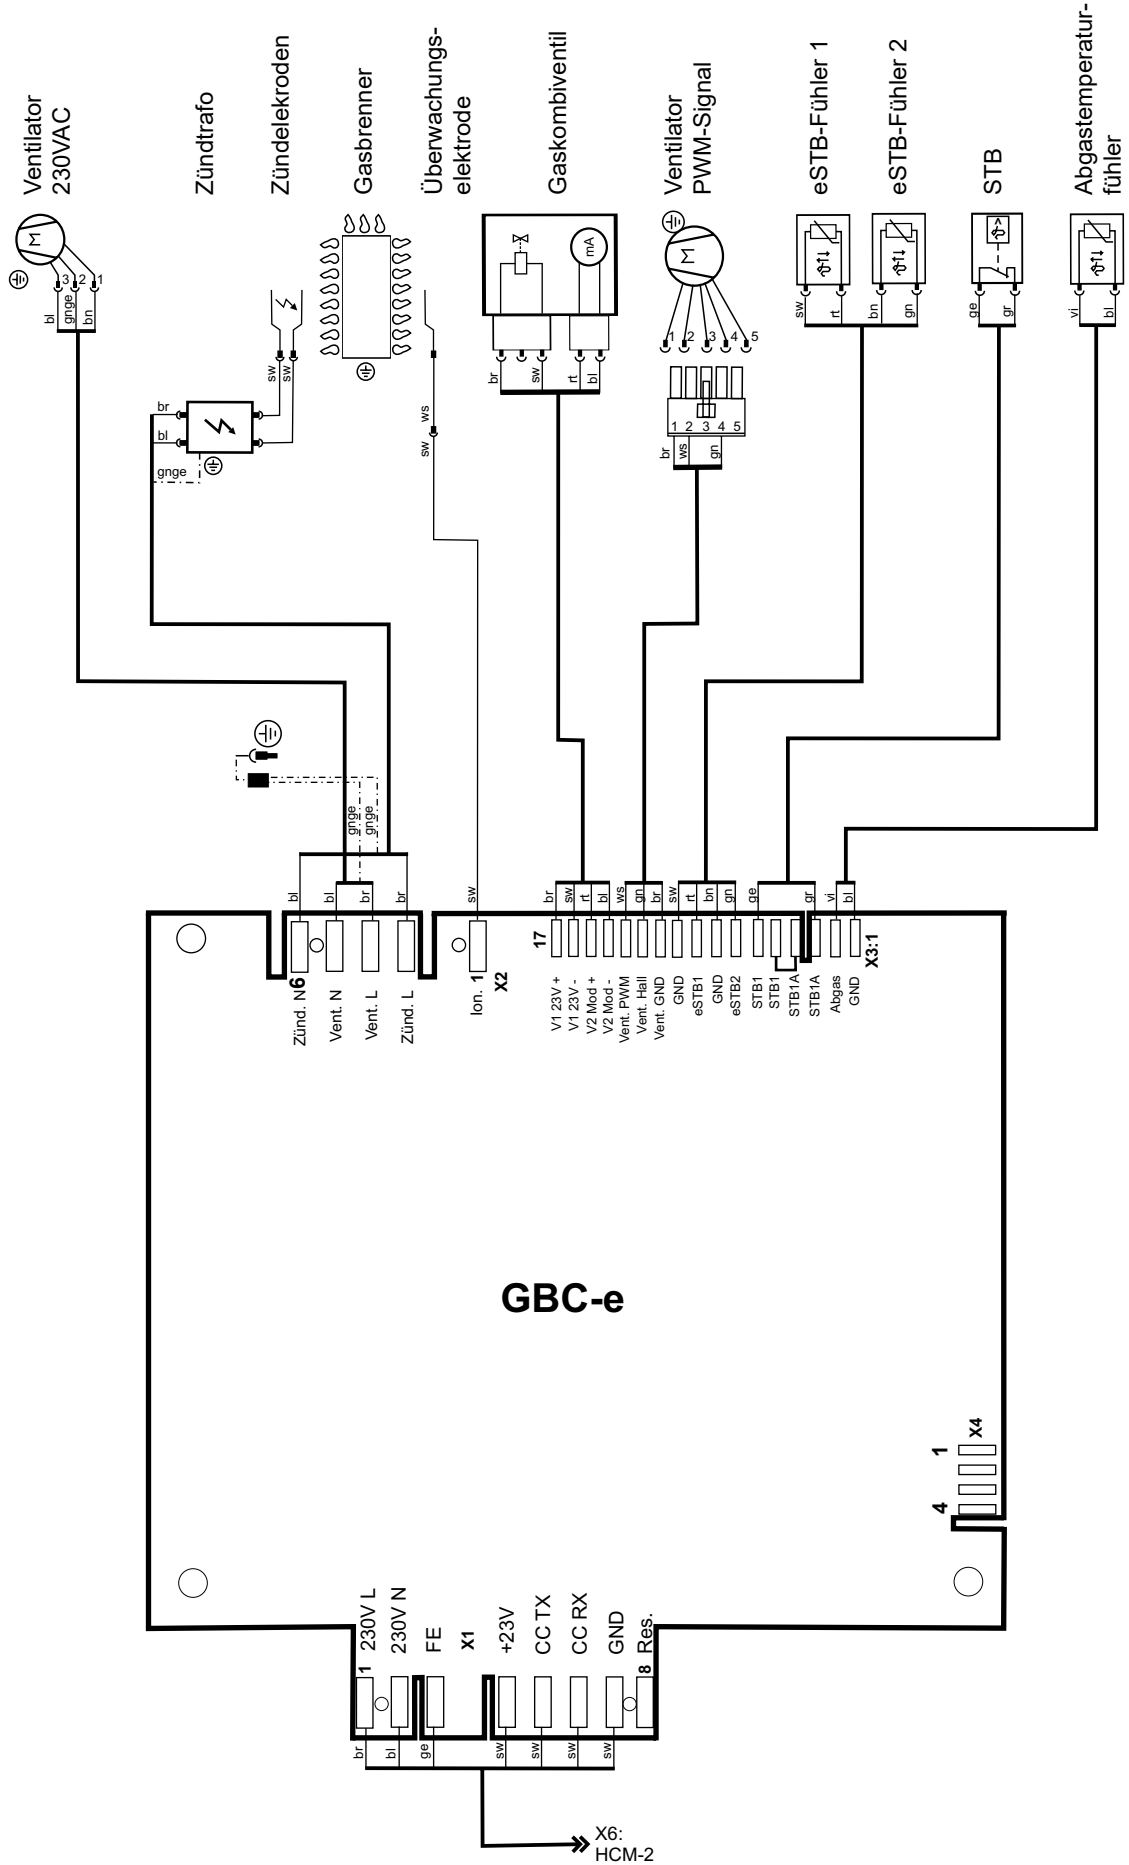 Ventilator
230VAC
Zündtrafo
Zündelekroden
Gasbrenner
Überwachungs-
elektrode
Gaskombiventil
Ventilator
PWM-Signal
eSTB-Fühler 1
eSTB-Fühler 2
STB
Abgastemperatur-
fühler
M
3
2
1
bl
gnge
bn
br
bl
gnge
sw
sw
ws
sw
mA
br
sw
rt
bl
M
1
2
3
4
5
1 2 3 4 5
br
ws
gn
sw
rt
bn
gn
ge
gr
vi
bl
gnge
gnge
bl
bl
br
br
sw
br
sw
rt
bl
ws
gn
br
sw
rt
bn
gn
ge
gr
vi
bl
Zünd. N
6
Vent. N
Vent. L
Zünd. L
Ion.
1
X2
17
V1 23V +
V1 23V -
V2 Mod +
V2 Mod -
Vent. PWM
Vent. Hall
Vent. GND
GND
eSTB1
GND
eSTB2
STB1
STB1
STB1A
STB1A
Abgas
GND
X3:1
GBC-e
1
4
X4
1
230V L
230V N
FE
X1
+23V
CC TX
CC RX
GND
8
Res.
br
bl
ge
sw
sw
sw
sw
X6:
HCM-2